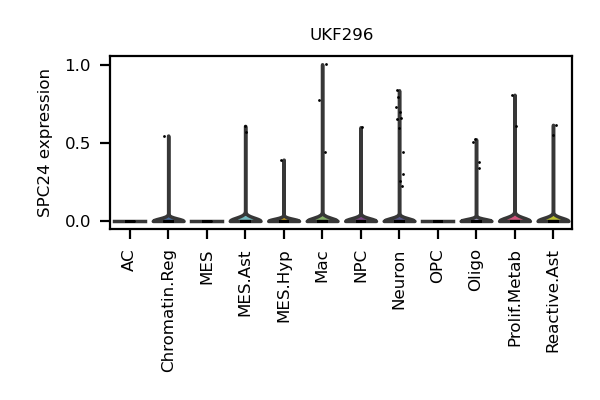 UKF296
SPC24 expression
1.0
0.5
0.0
AC
Chromatin.Reg
MES
MES.Ast
MES.Hyp
Mac
NPC
Neuron
OPC
Oligo
Prolif.Metab
Reactive.Ast